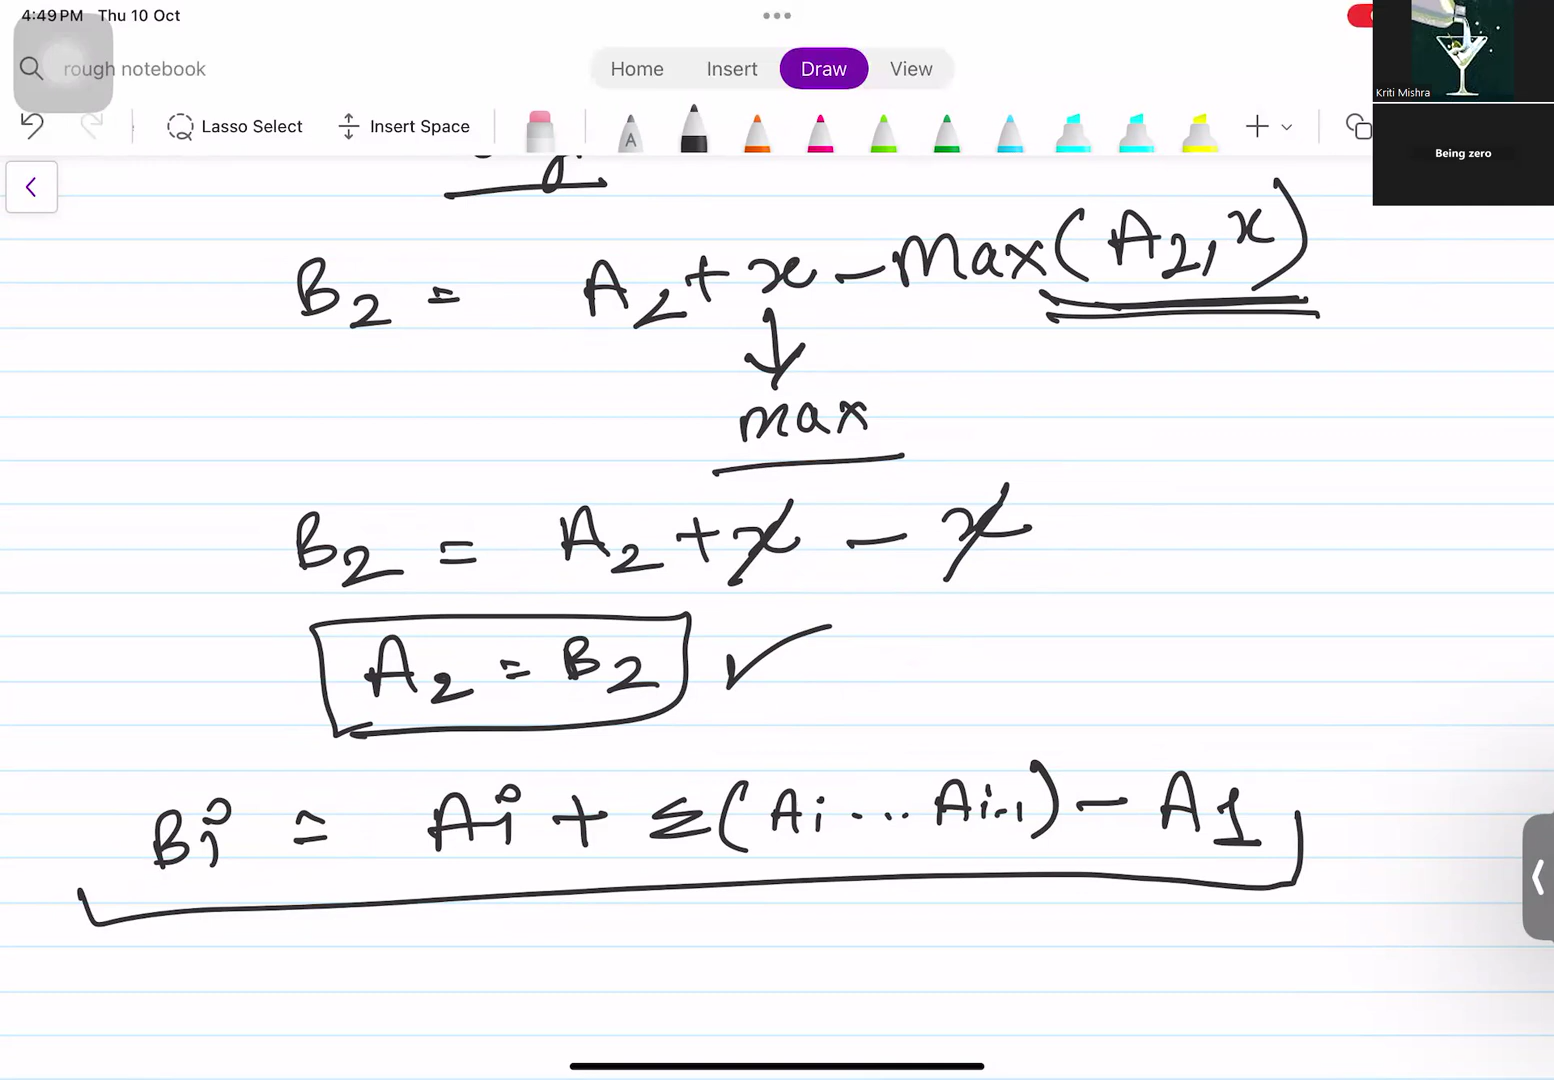 4:49 PM Thu 10 Oct
rough notebook
Home Insert Draw View
Lasso Select Insert Space
A
Kriti Mishra
Being zero
B₂ = A₂ + x - Max(A₂, x)
max
B₂ = A₂ + x - x
A₂ = B₂ ✓
Bi = Ai + Σ(Ai ... Ai-1) - A1